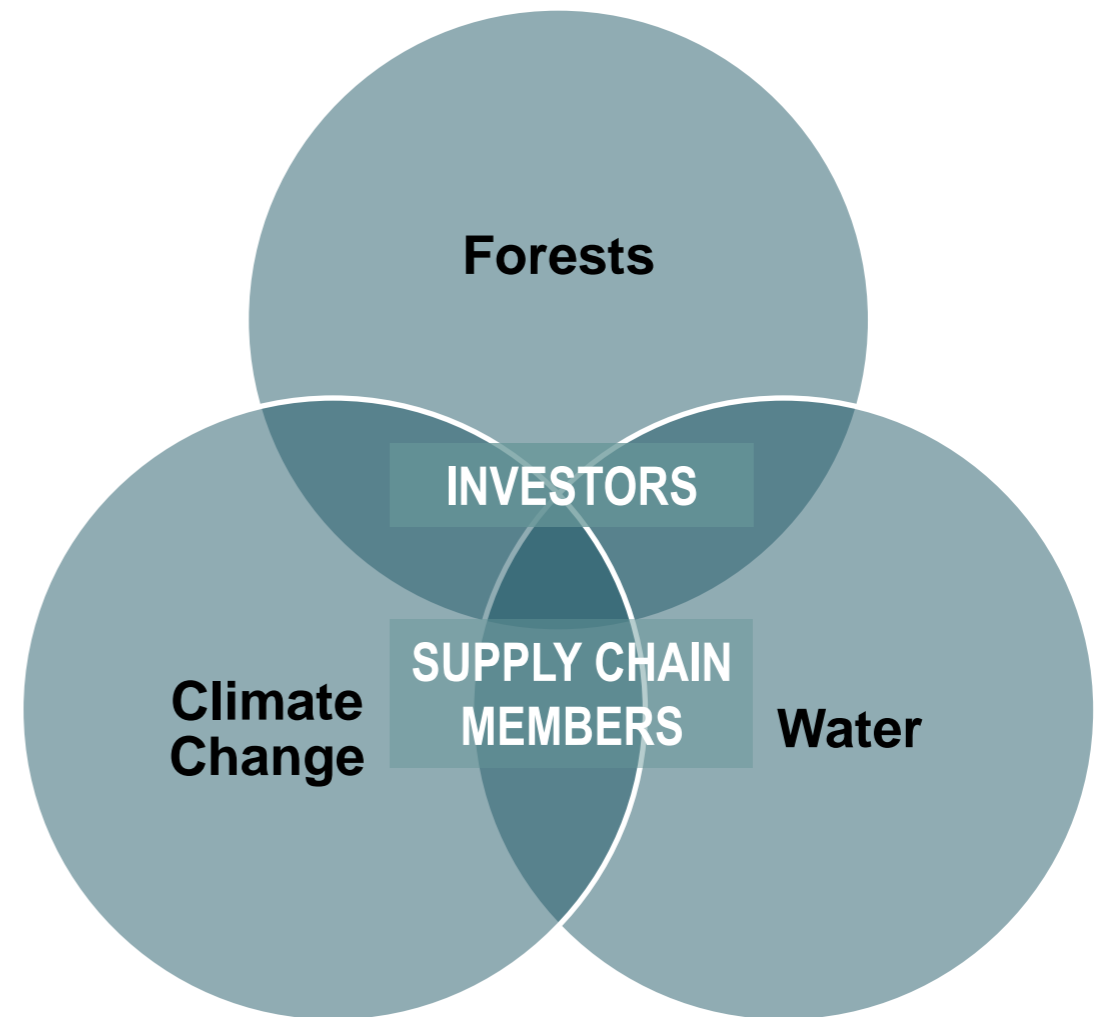 Forests
INVESTORS
SUPPLY CHAIN
MEMBERS
Climate
Change
Water